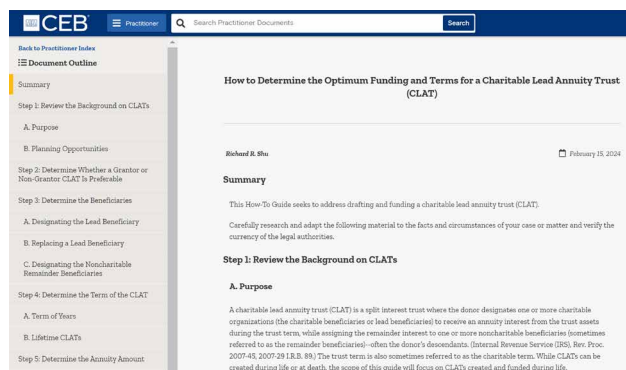 CEB
Practitioner
Search Practitioner Documents
Search
Back to Practitioner Index
Document Outline
Summary
Step 1: Review the Background on CLATs
A. Purpose
B. Planning Opportunities
Step 2: Determine Whether a Grantor or
Non-Grantor CLAT Is Preferable
Step 3: Determine the Beneficiaries
A. Designating the Lead Beneficiary
B. Replacing a Lead Beneficiary
C. Designating the Noncharitable
Remainder Beneficiaries
Step 4: Determine the Term of the CLAT
A. Term of Years
B. Lifetime CLATs
Step 5: Determine the Annuity Amount
How to Determine the Optimum Funding and Terms for a Charitable Lead Annuity Trust
(CLAT)
Richard R. Shu
February 15, 2024
Summary
This How-To Guide seeks to address drafting and funding a charitable lead annuity trust (CLAT).
Carefully research and adapt the following material to the facts and circumstances of your case or matter and verify the
currency of the legal authorities.
Step 1: Review the Background on CLATs
A. Purpose
A charitable lead annuity trust (CLAT) is a split interest trust where the donor designates one or more charitable
organizations (the charitable beneficiaries or lead beneficiaries) to receive an annuity interest from the trust assets
during the trust term, while assigning the remainder interest to one or more noncharitable beneficiaries (sometimes
referred to as the remainder beneficiaries)--often the donor's descendants. (Internal Revenue Service (IRS), Rev. Proc.
2007-45, 2007-29 I.R.B. 89.) The trust term is also sometimes referred to as the charitable term. While CLATs can be
created during life or at death, the scope of this guide will focus on CLATs created and funded during life.